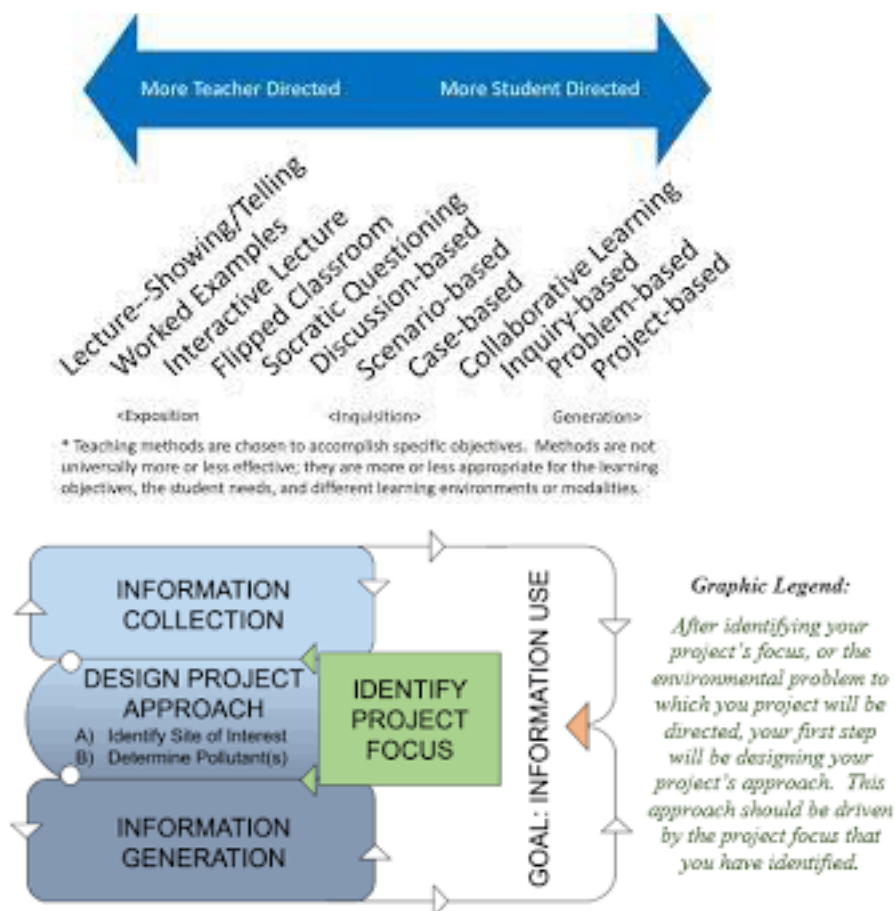 More Teacher Directed
More Student Directed
Lecture--Showing/Telling
Worked Examples
Interactive Lecture
Flipped Classroom
Socratic Questioning
Discussion-based
Scenario-based
Case-based
Collaborative Learning
Inquiry-based
Problem-based
Project-based
<Exposition
<Inquisition>
Generation>
* Teaching methods are chosen to accomplish specific objectives. Methods are not
universally more or less effective; they are more or less appropriate for the learning
objectives, the student needs, and different learning environments or modalities.
INFORMATION
COLLECTION
DESIGN PROJECT
APPROACH
A) Identify Site of Interest
B) Determine Pollutant(s)
IDENTIFY
PROJECT
FOCUS
INFORMATION
GENERATION
GOAL: INFORMATION USE
Graphic Legend:
After identifying your
project's focus, or the
environmental problem to
which you project will be
directed, your first step
will be designing your
project's approach. This
approach should be driven
by the project focus that
you have identified.